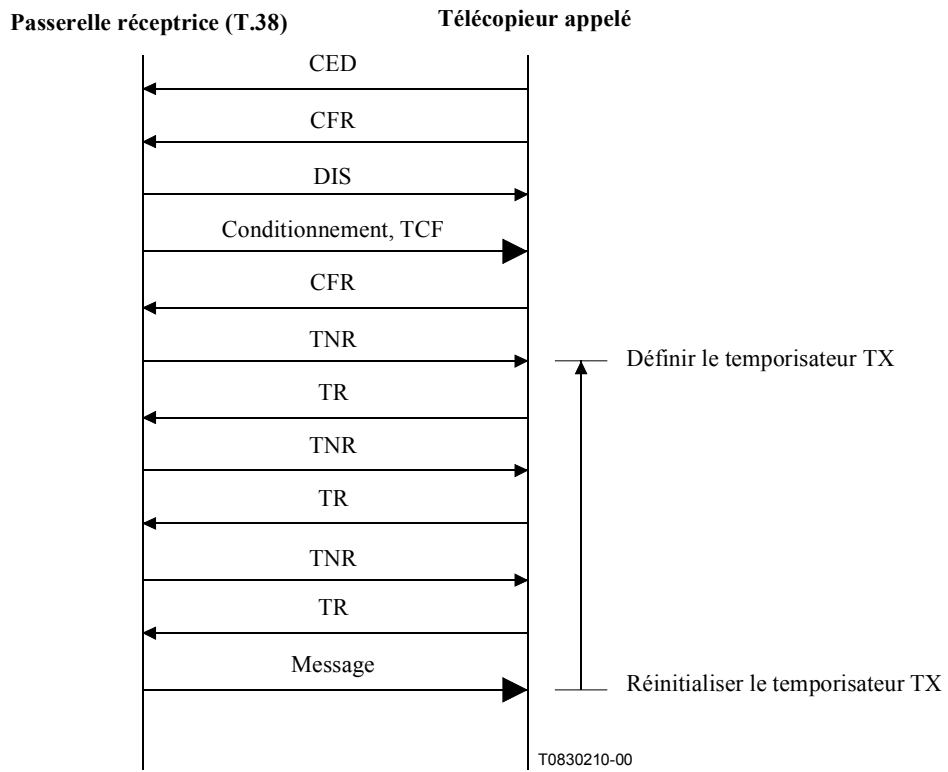 Passerelle réceptrice (T.38)
Télécopieur appelé
CED
CFR
DIS
Conditionnement, TCF
CFR
TNR
Définir le temporisateur TX
TR
TNR
TR
TNR
TR
Message
Réinitialiser le temporisateur TX
T0830210-00